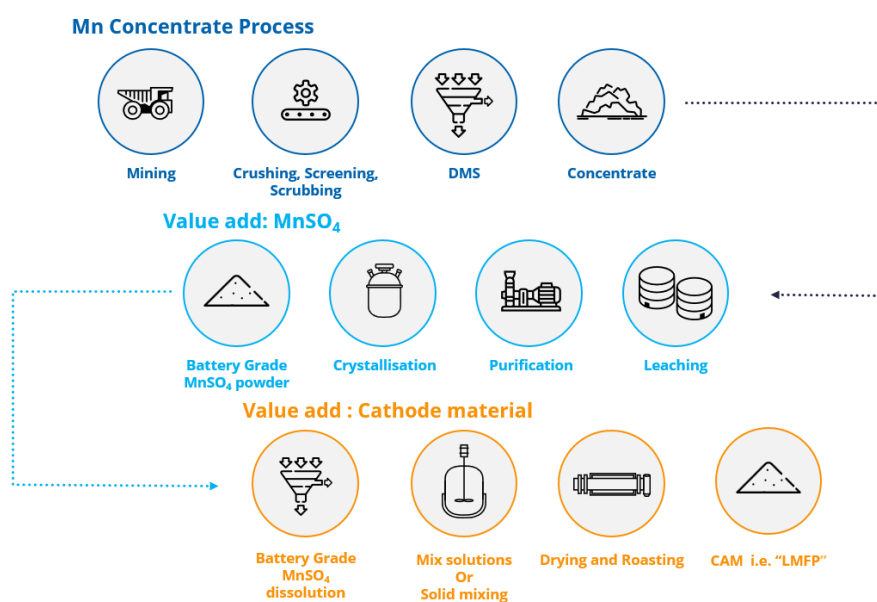 Mn Concentrate Process
Mining
Crushing, Screening,
Scrubbing
DMS
Concentrate
Value add: MnSO₄
Battery Grade
MnSO₄ powder
Crystallisation
Purification
Leaching
Value add : Cathode material
Battery Grade
MnSO₄
dissolution
Mix solutions
Or
Solid mixing
Drying and Roasting
CAM i.e. “LMFP”